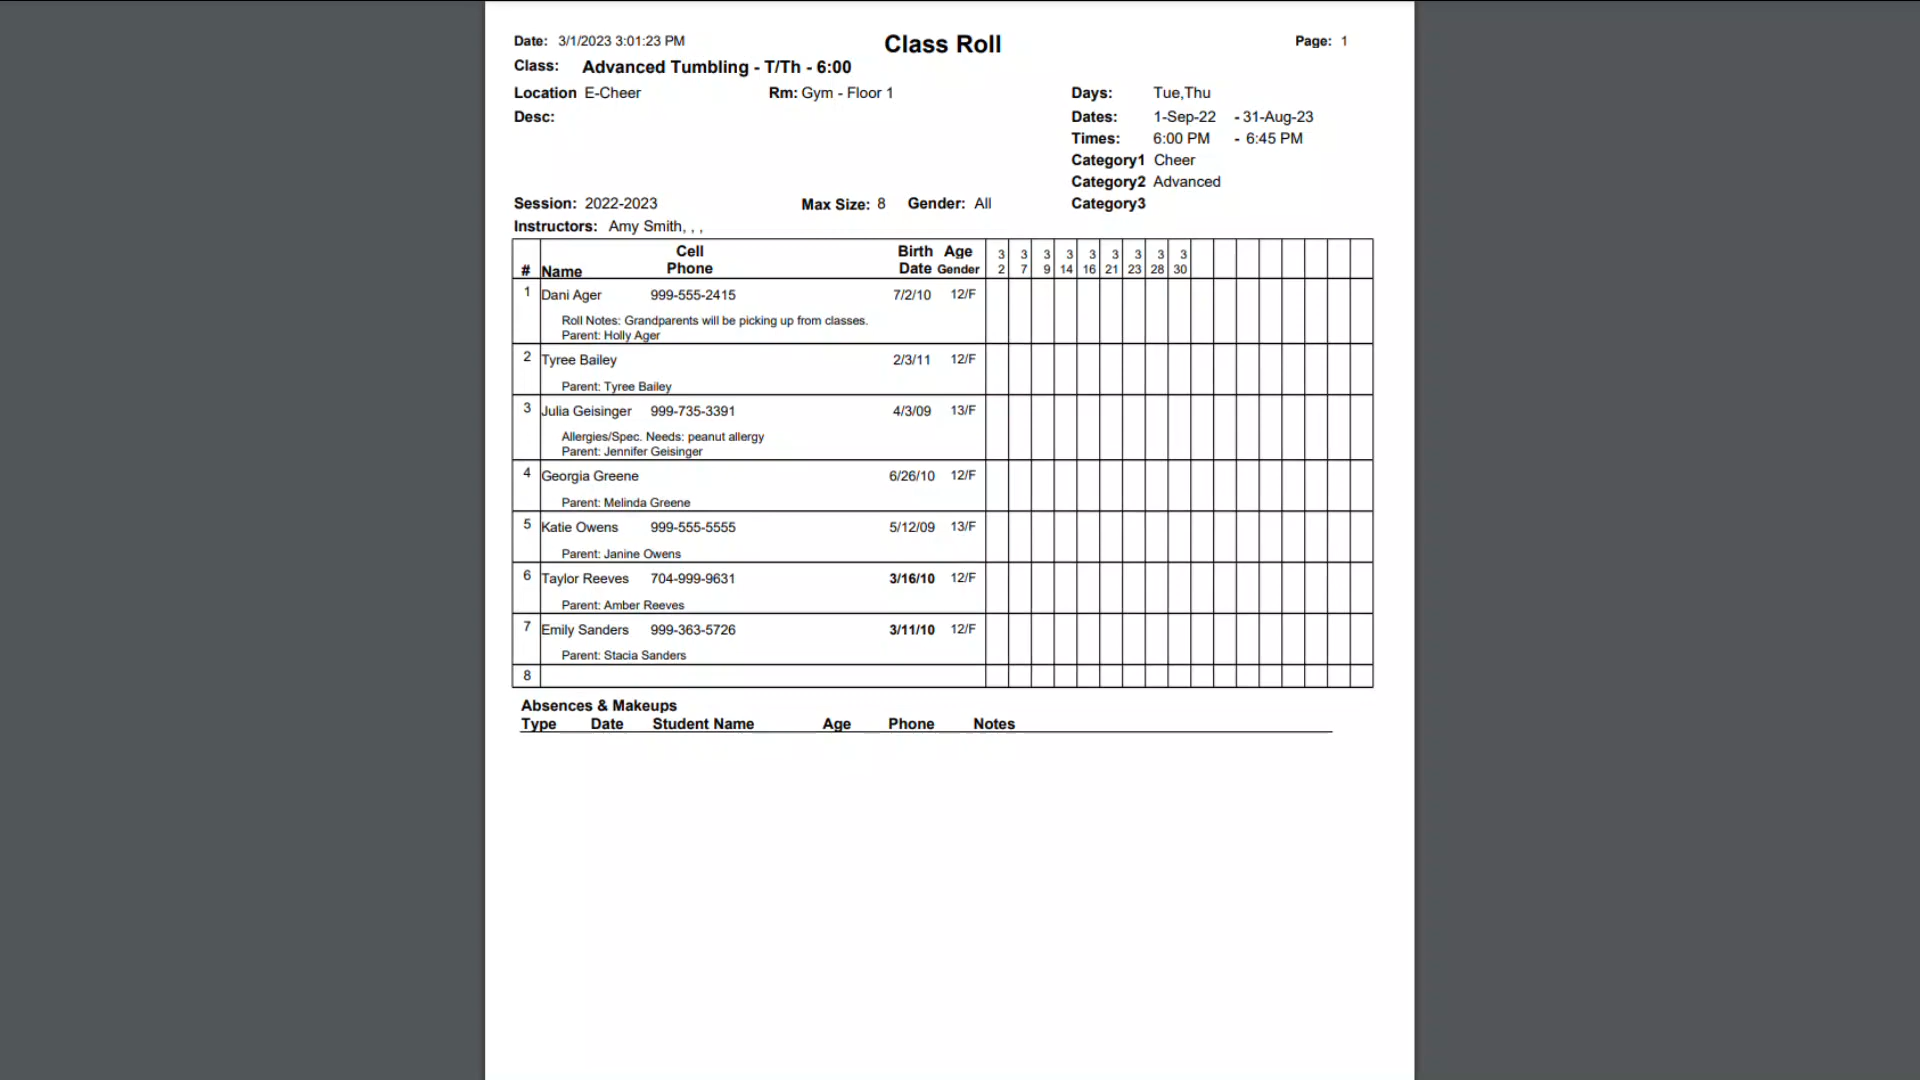 Date: 3/1/2023 3:01:23 PM Class Roll Page: 1
Class: Advanced Tumbling - T/Th - 6:00
Location E-Cheer Rm: Gym - Floor 1 Days: Tue,Thu
Desc: Dates: 1-Sep-22 - 31-Aug-23
Times: 6:00 PM - 6:45 PM
Category1 Cheer
Category2 Advanced
Session: 2022-2023 Max Size: 8 Gender: All Category3
Instructors: Amy Smith, , ,
Cell Birth Age 3 3 3 3 3 3 3 3 3
# Name Phone Date Gender 2 7 9 14 16 21 23 28 30
1 Dani Ager 999-555-2415 7/2/10 12/F
Roll Notes: Grandparents will be picking up from classes.
Parent: Holly Ager
2 Tyree Bailey 2/3/11 12/F
Parent: Tyree Bailey
3 Julia Geisinger 999-735-3391 4/3/09 13/F
Allergies/Spec. Needs: peanut allergy
Parent: Jennifer Geisinger
4 Georgia Greene 6/26/10 12/F
Parent: Melinda Greene
5 Katie Owens 999-555-5555 5/12/09 13/F
Parent: Janine Owens
6 Taylor Reeves 704-999-9631 3/16/10 12/F
Parent: Amber Reeves
7 Emily Sanders 999-363-5726 3/11/10 12/F
Parent: Stacia Sanders
8
Absences & Makeups
Type Date Student Name Age Phone Notes